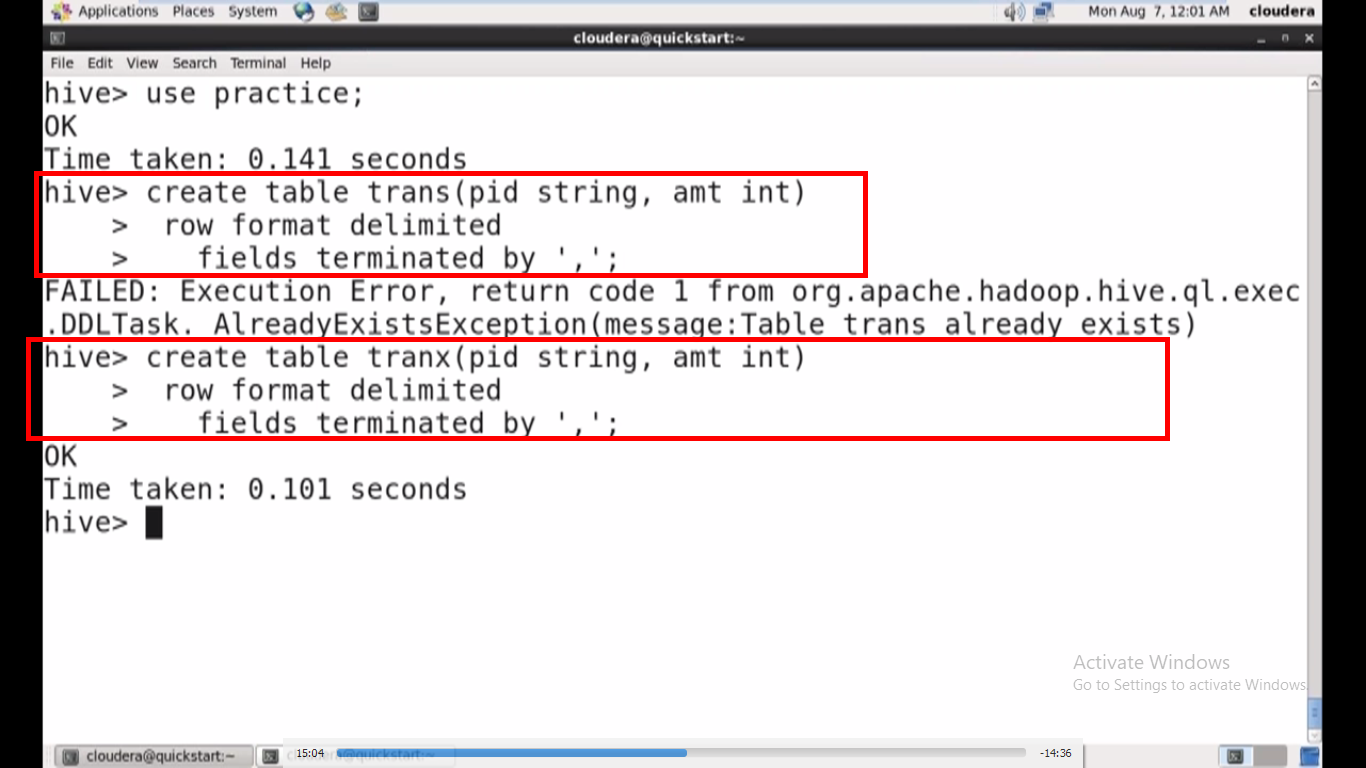 Applications Places System Mon Aug 7, 12:01 AM cloudera
cloudera@quickstart:~
File Edit View Search Terminal Help
hive> use practice;
OK
Time taken: 0.141 seconds
hive> create table trans(pid string, amt int)
    >  row format delimited
    >    fields terminated by ',';
FAILED: Execution Error, return code 1 from org.apache.hadoop.hive.ql.exec
.DDLTask. AlreadyExistsException(message:Table trans already exists)
hive> create table tranx(pid string, amt int)
    >  row format delimited
    >    fields terminated by ',';
OK
Time taken: 0.101 seconds
hive>
Activate Windows
Go to Settings to activate Windows.
cloudera@quickstart:~ cloudera@quickstart:~
15:04 -14:36